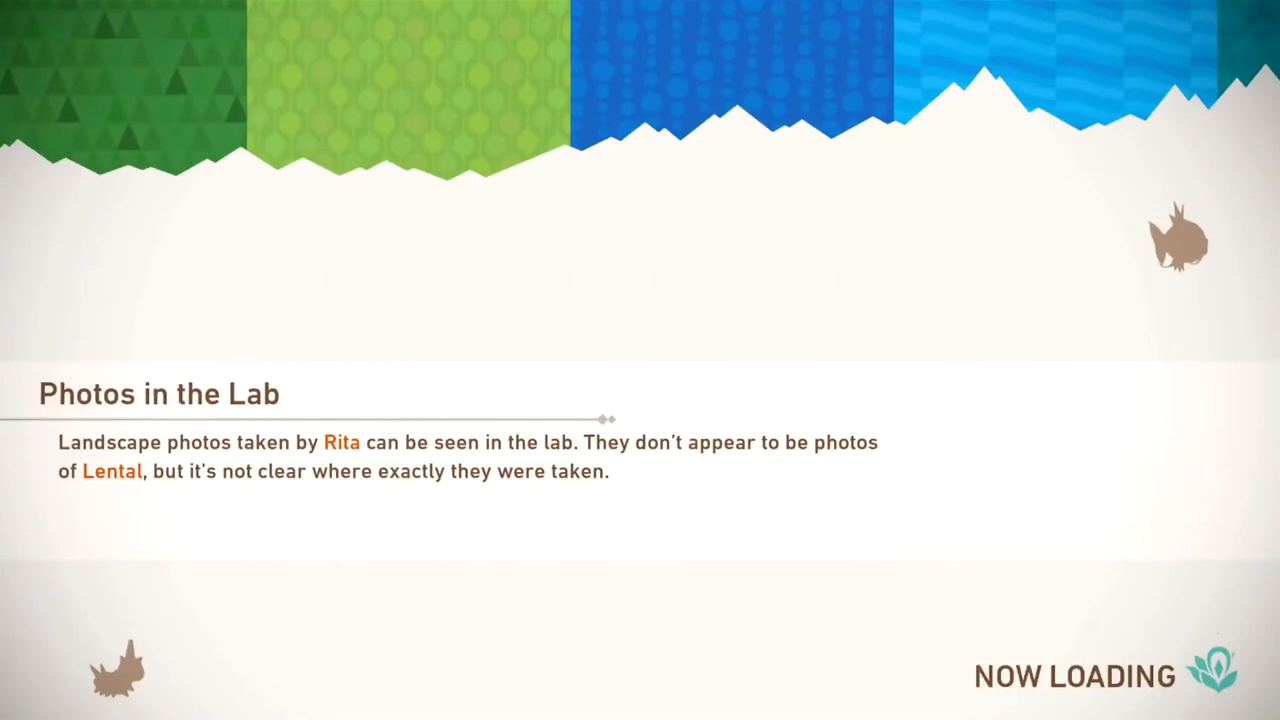 Photos in the Lab
Landscape photos taken by Rita can be seen in the lab. They don't appear to be photos
of Lental, but it's not clear where exactly they were taken.
NOW LOADING